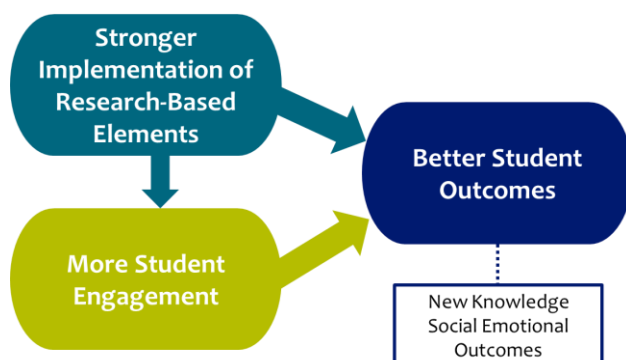 Stronger
Implementation of
Research-Based
Elements
More Student
Engagement
Better Student
Outcomes
New Knowledge
Social Emotional
Outcomes